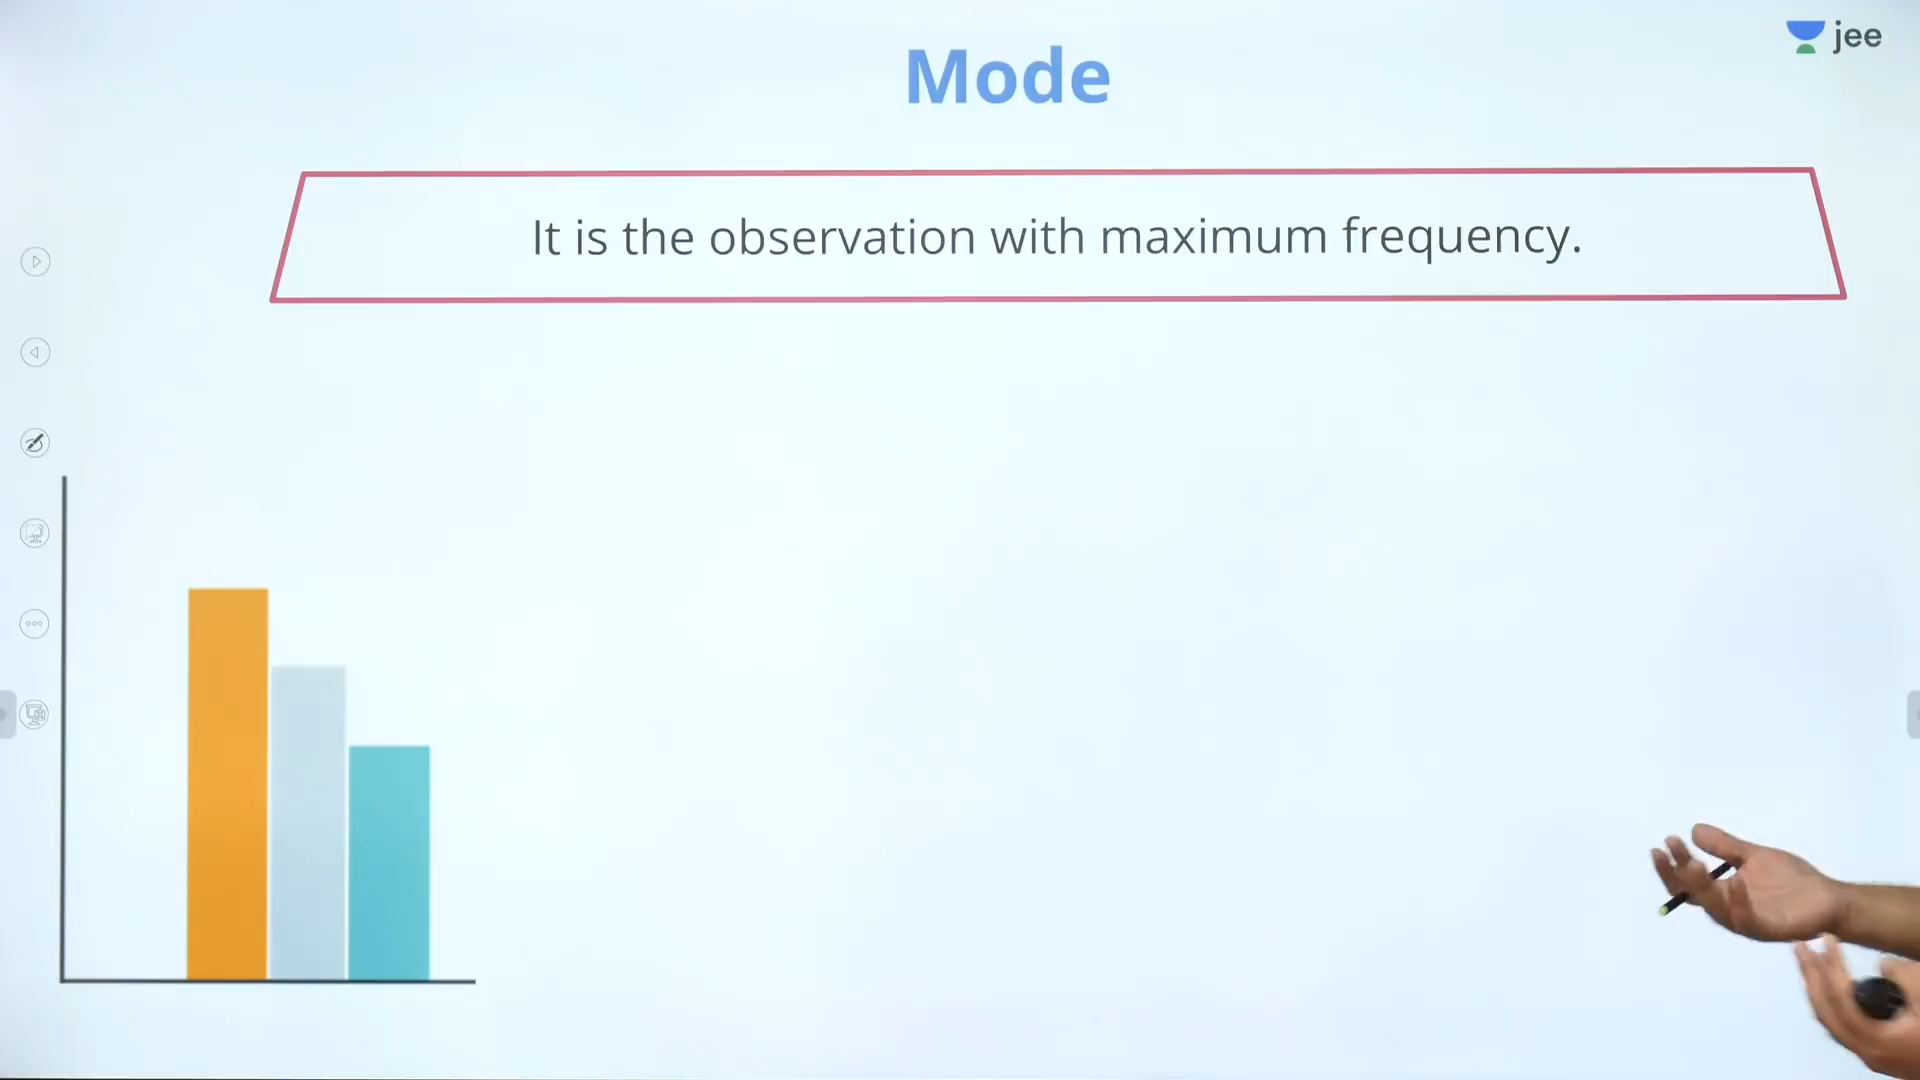 jee
Mode
It is the observation with maximum frequency.